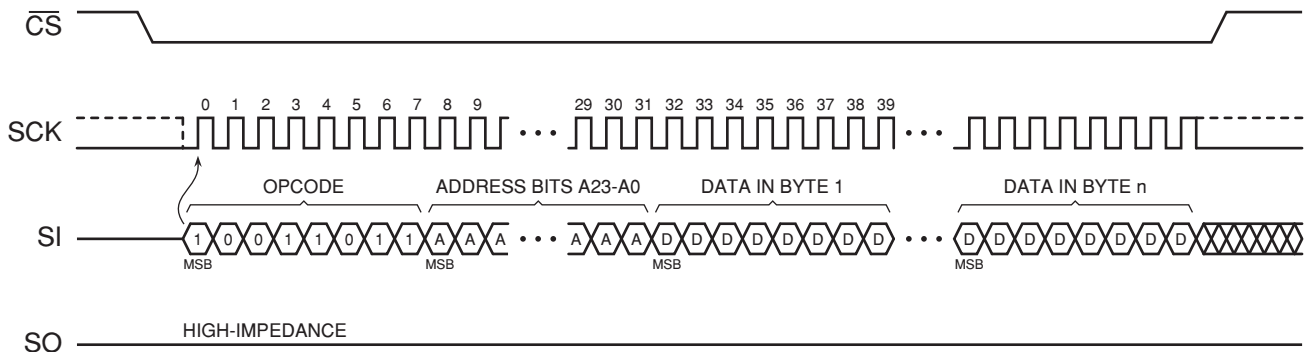 CS
0 1 2 3 4 5 6 7 8 9 29 30 31 32 33 34 35 36 37 38 39
SCK
OPCODE ADDRESS BITS A23-A0 DATA IN BYTE 1 DATA IN BYTE n
SI 1 0 0 1 1 0 1 1 A A A A A A D D D D D D D D D D D D D D D D
MSB MSB MSB MSB
HIGH-IMPEDANCE
SO